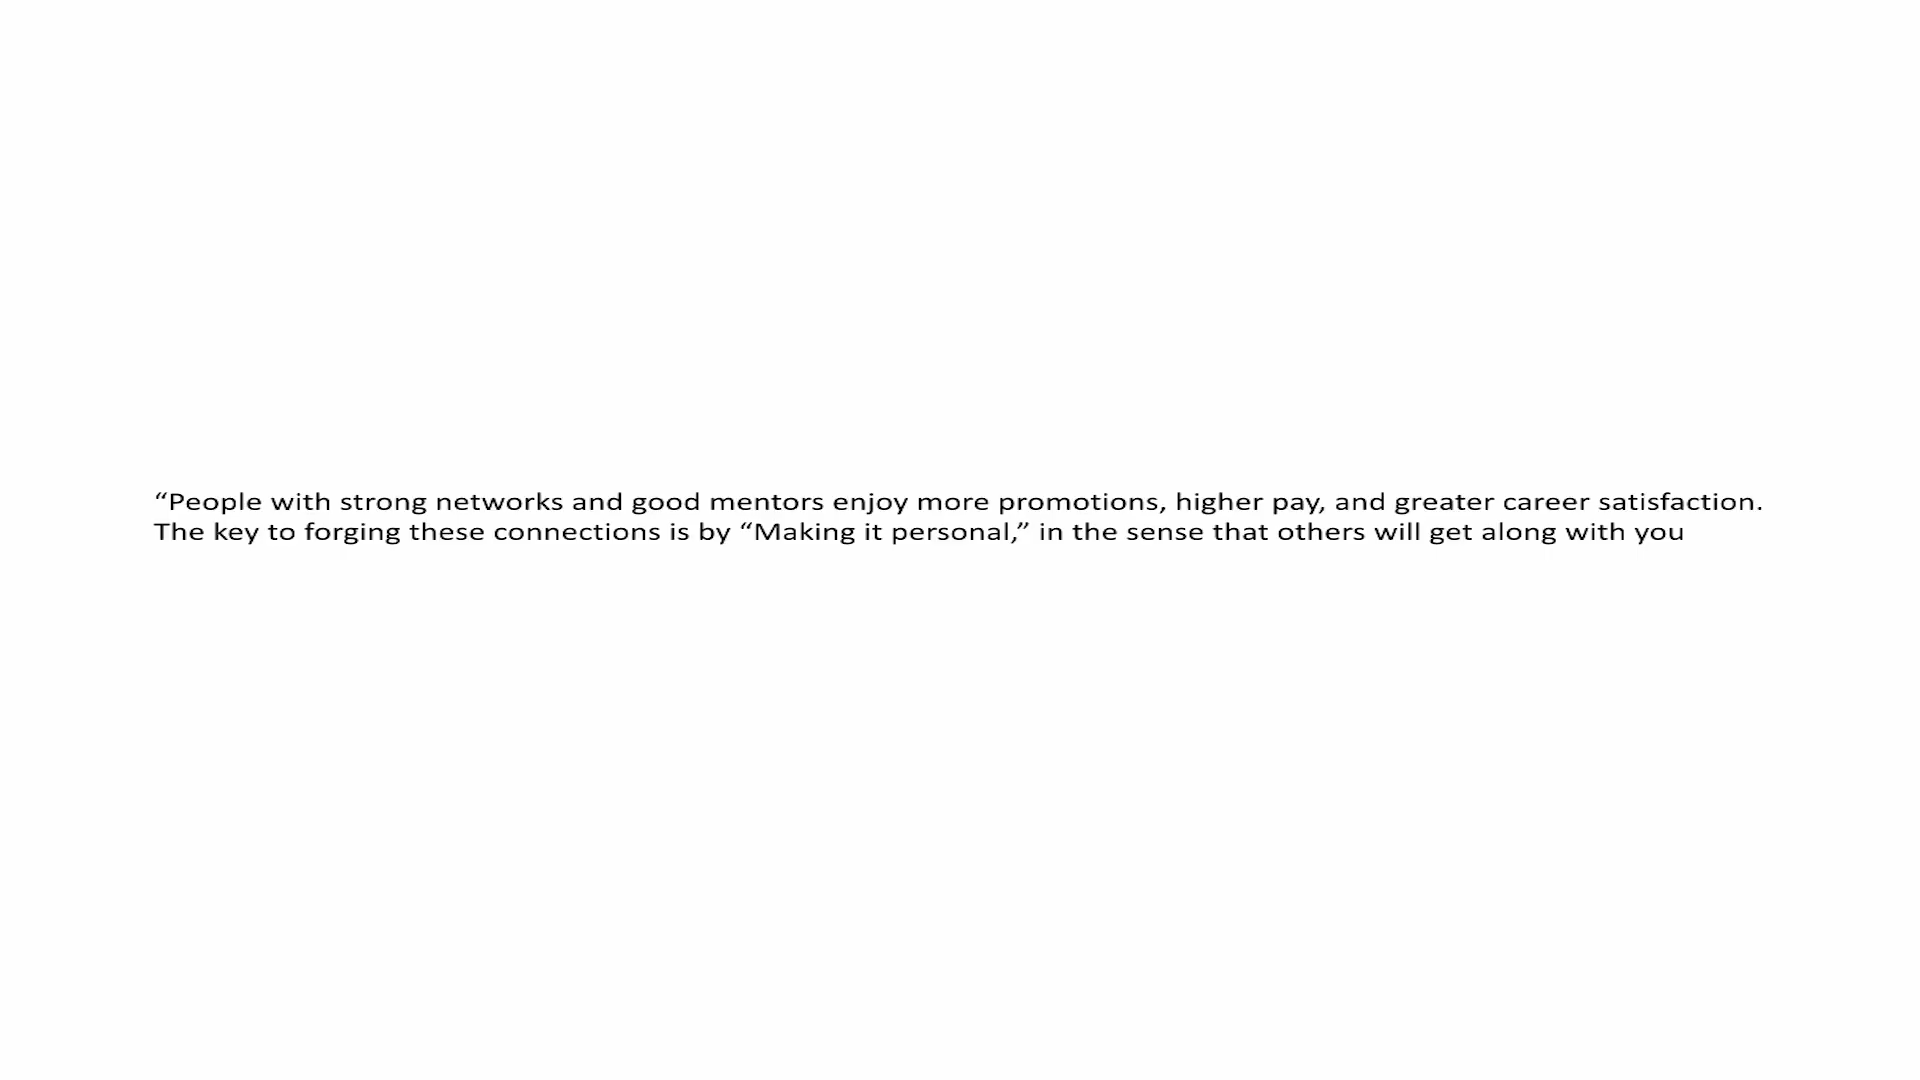 “People with strong networks and good mentors enjoy more promotions, higher pay, and greater career satisfaction.
The key to forging these connections is by “Making it personal,” in the sense that others will get along with you